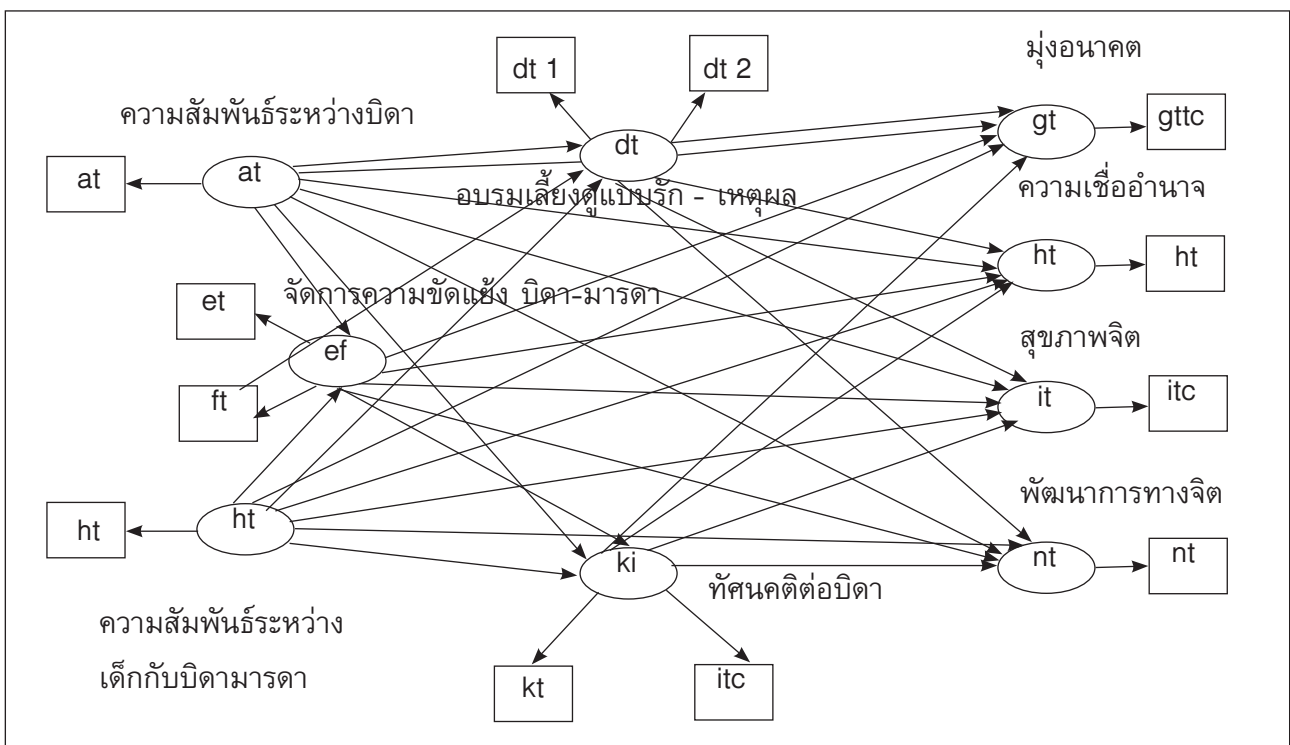 มุ่งอนาคต
dt 1
dt 2
ความสัมพันธ์ระหว่างบิดา
gt
gttc
dt
at
at
ความเชื่ออำนาจ
อบรมเลี้ยงดูแบบรัก - เหตุผล
ht
ht
et
จัดการความขัดแย้ง บิดา-มารดา
สุขภาพจิต
ef
ft
it
itc
พัฒนาการทางจิต
ht
ht
ki
nt
nt
ทัศนคติต่อบิดา
ความสัมพันธ์ระหว่าง
เด็กกับบิดามารดา
kt
itc